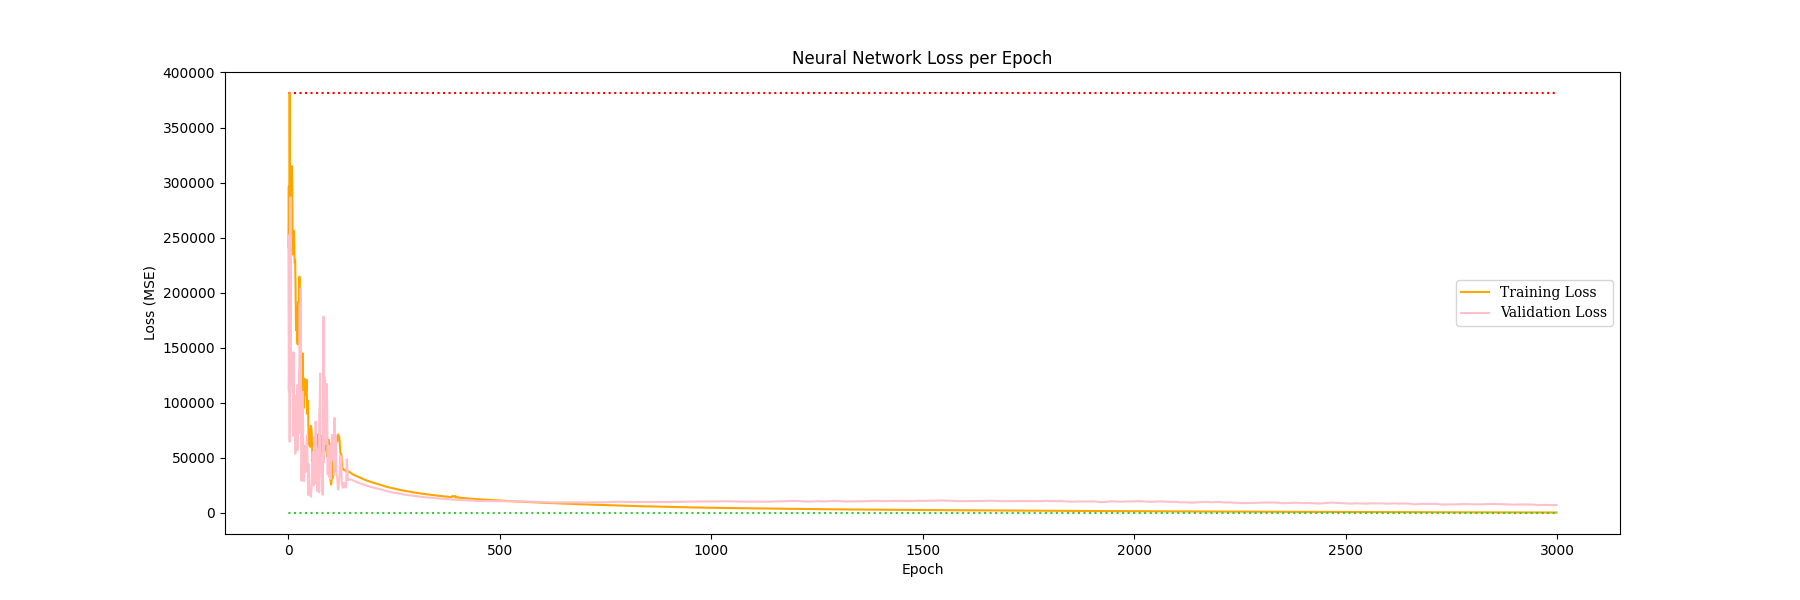 Neural Network Loss per Epoch
400000
350000
300000
250000
200000
150000
100000
50000
0
Loss (MSE)
Training Loss
Validation Loss
0 500 1000 1500 2000 2500 3000
Epoch